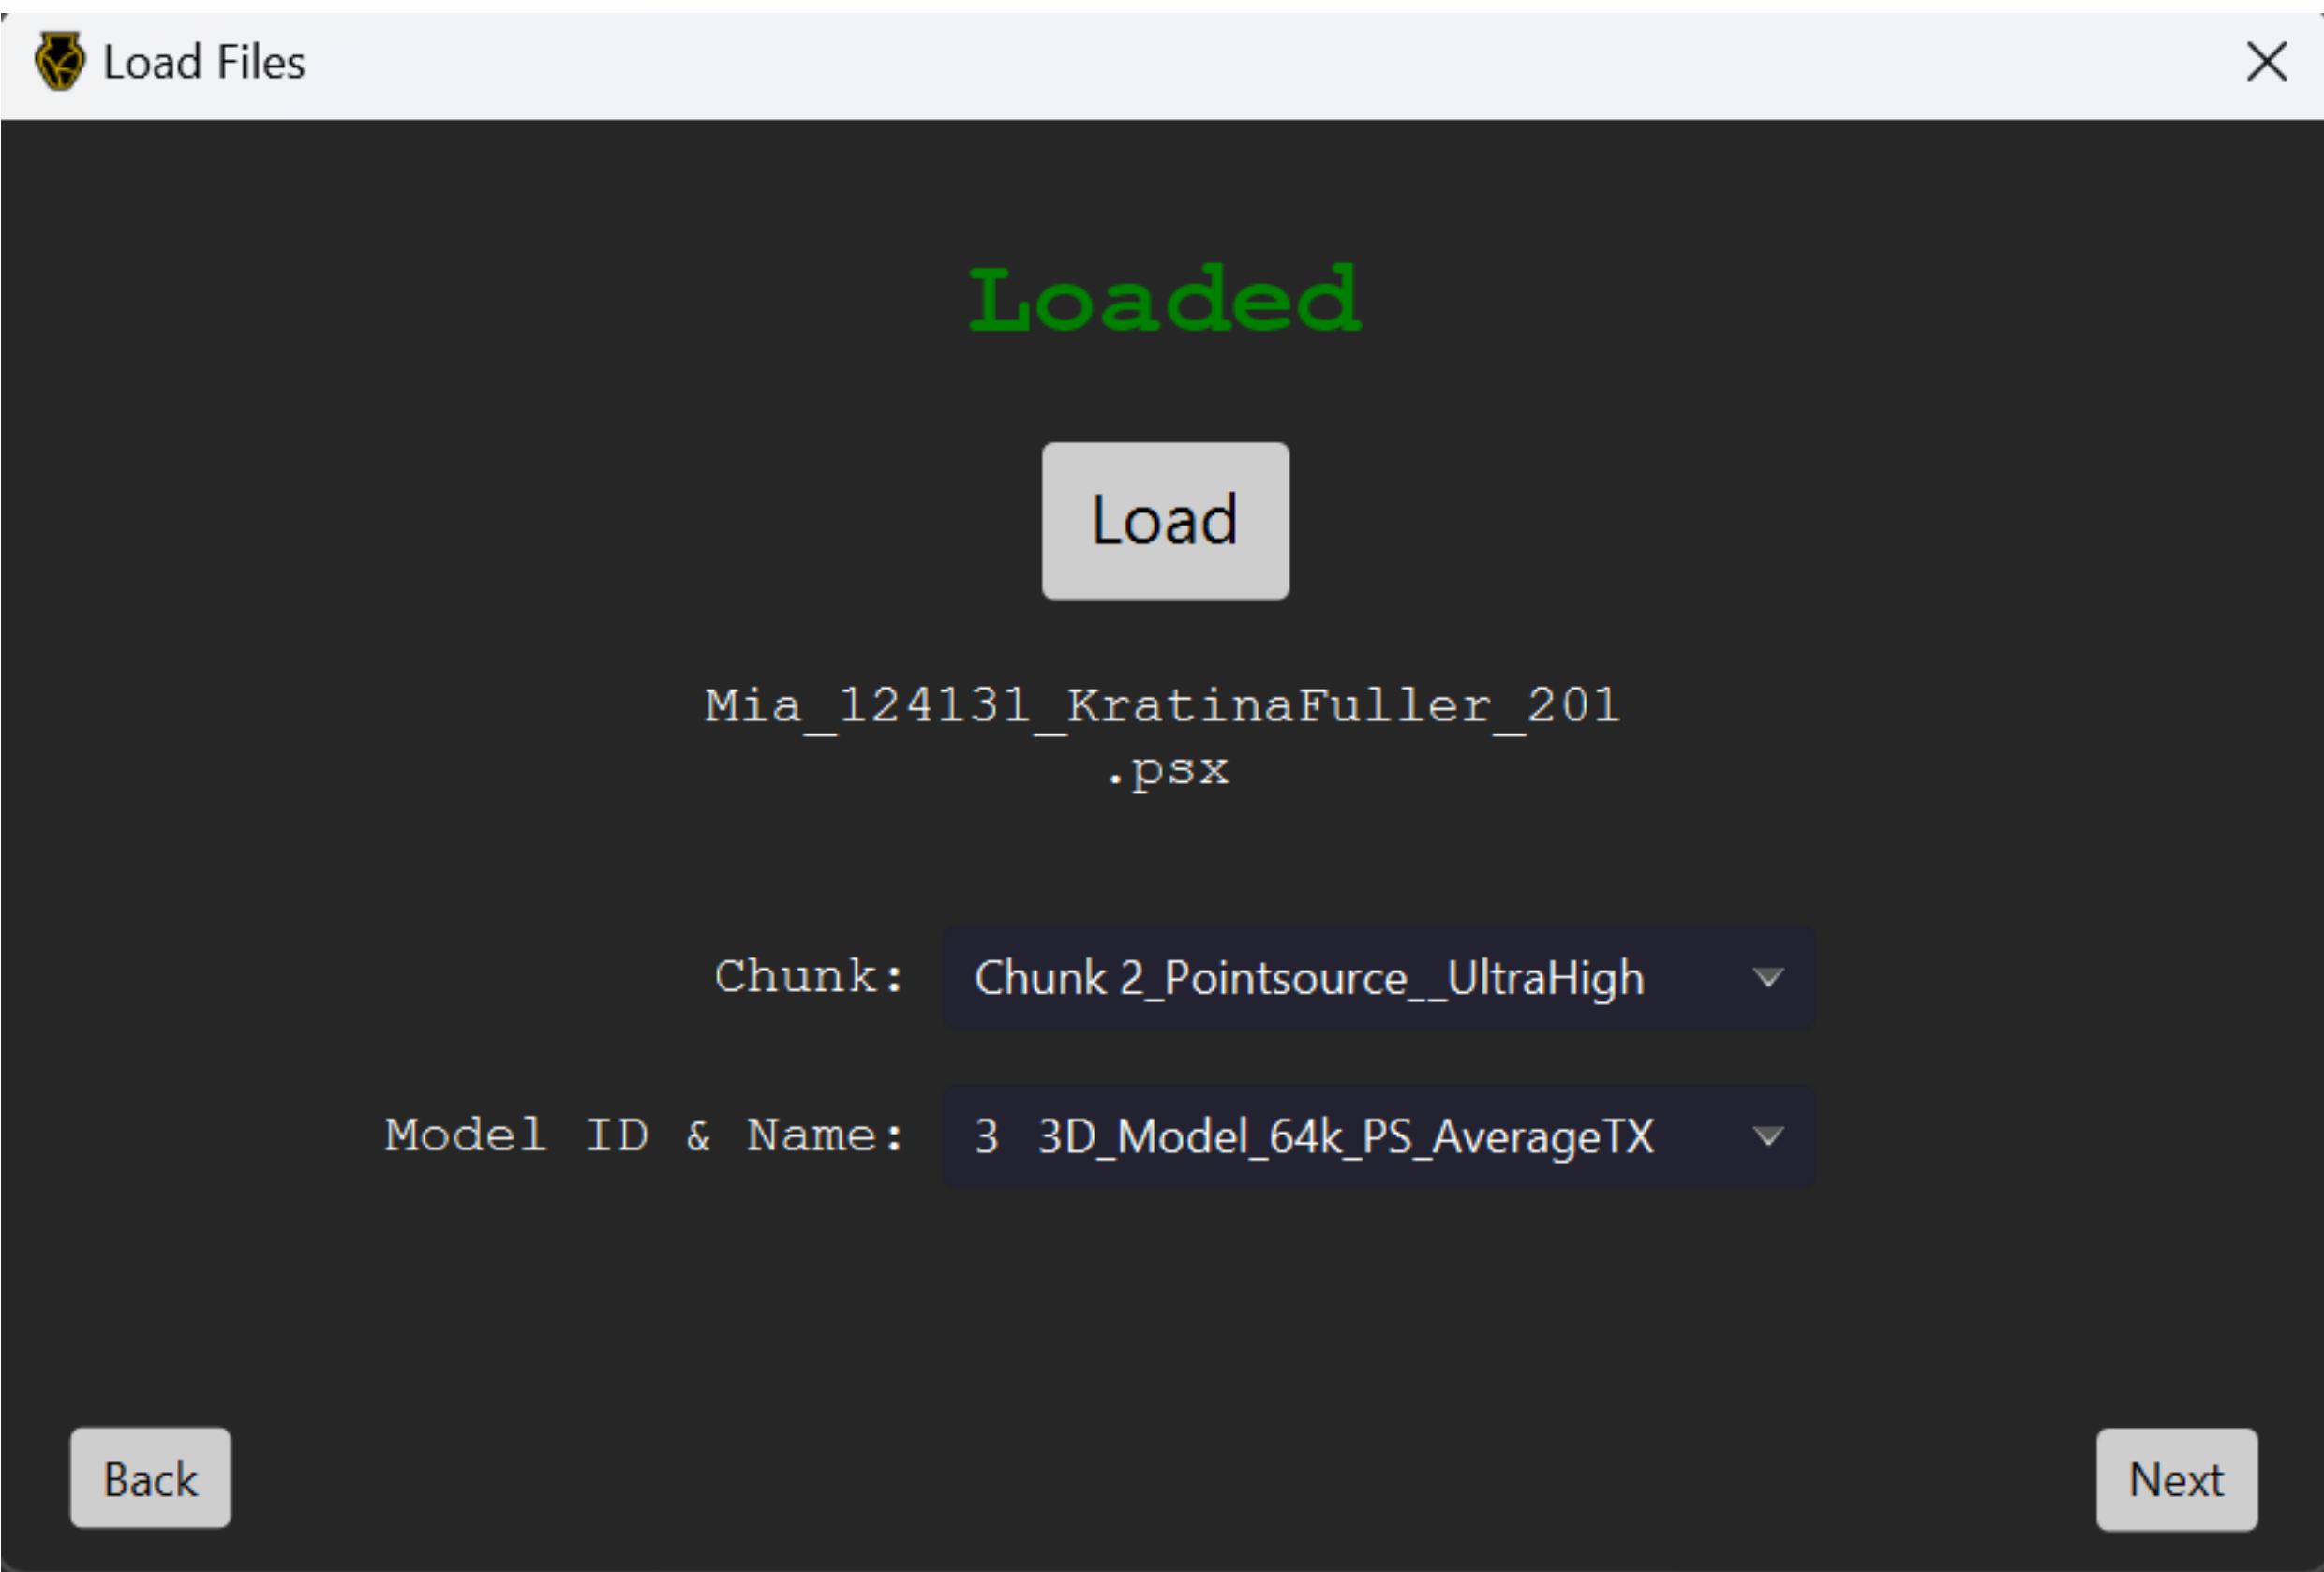 Load Files
Loaded
Load
Mia_124131_KratinaFuller_201
.psx
Chunk: Chunk 2_Pointsource__UltraHigh
Model ID & Name: 3 3D_Model_64k_PS_AverageTX
Back Next